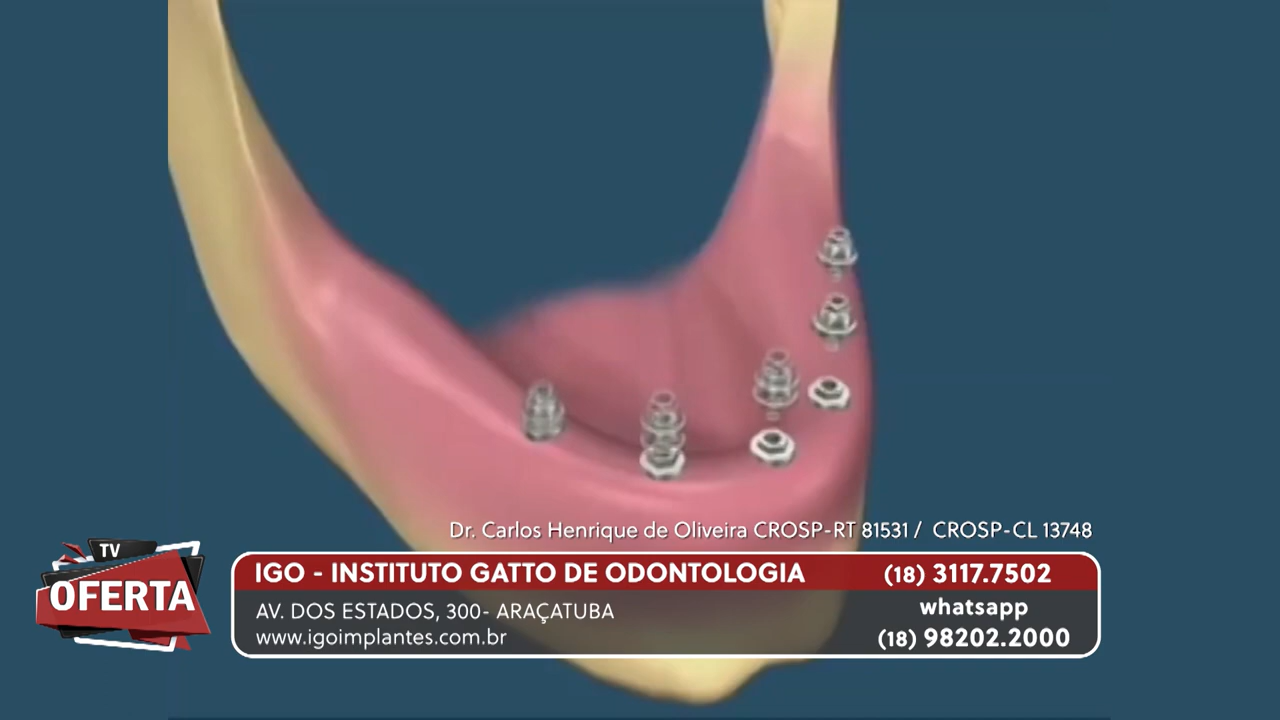 Dr. Carlos Henrique de Oliveira CROSP-RT 81531 / CROSP-CL 13748
TV
OFERTA
IGO - INSTITUTO GATTO DE ODONTOLOGIA
(18) 3117.7502
AV. DOS ESTADOS, 300- ARAÇATUBA
www.igoimplantes.com.br
whatsapp
(18) 98202.2000